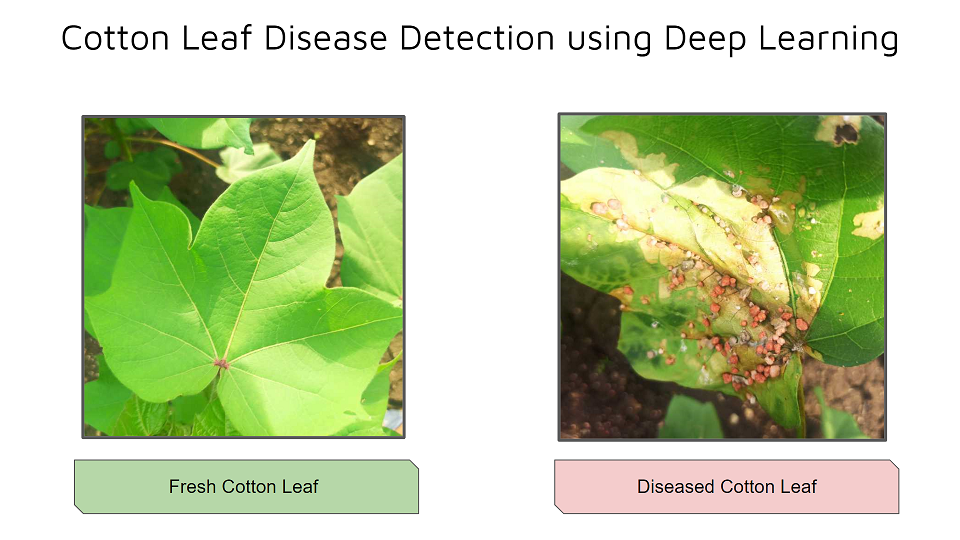 Cotton Leaf Disease Detection using Deep Learning
Fresh Cotton Leaf
Diseased Cotton Leaf